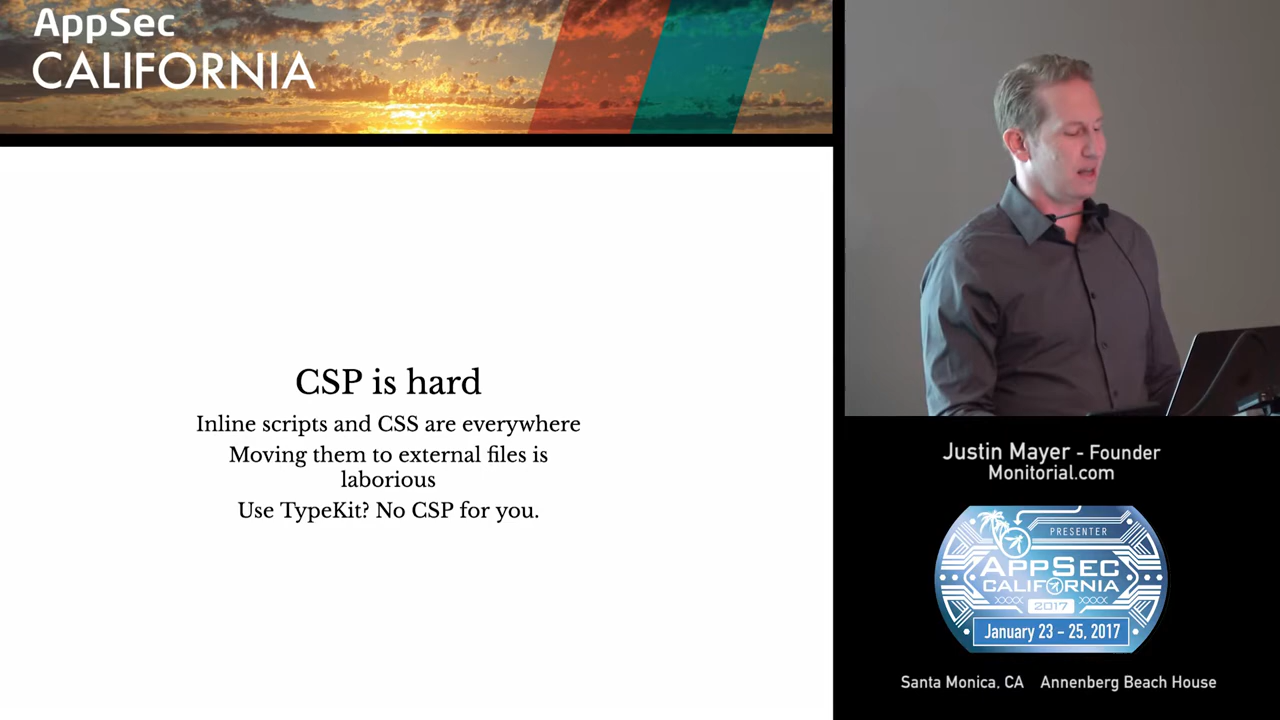 AppSec
CALIFORNIA
CSP is hard
Inline scripts and CSS are everywhere
Moving them to external files is
laborious
Use TypeKit? No CSP for you.
Justin Mayer - Founder
Monitorial.com
PRESENTER
APPSEC
CALIFORNIA
XXXX 2017 XXXX
January 23 - 25, 2017
Santa Monica, CA Annenberg Beach House